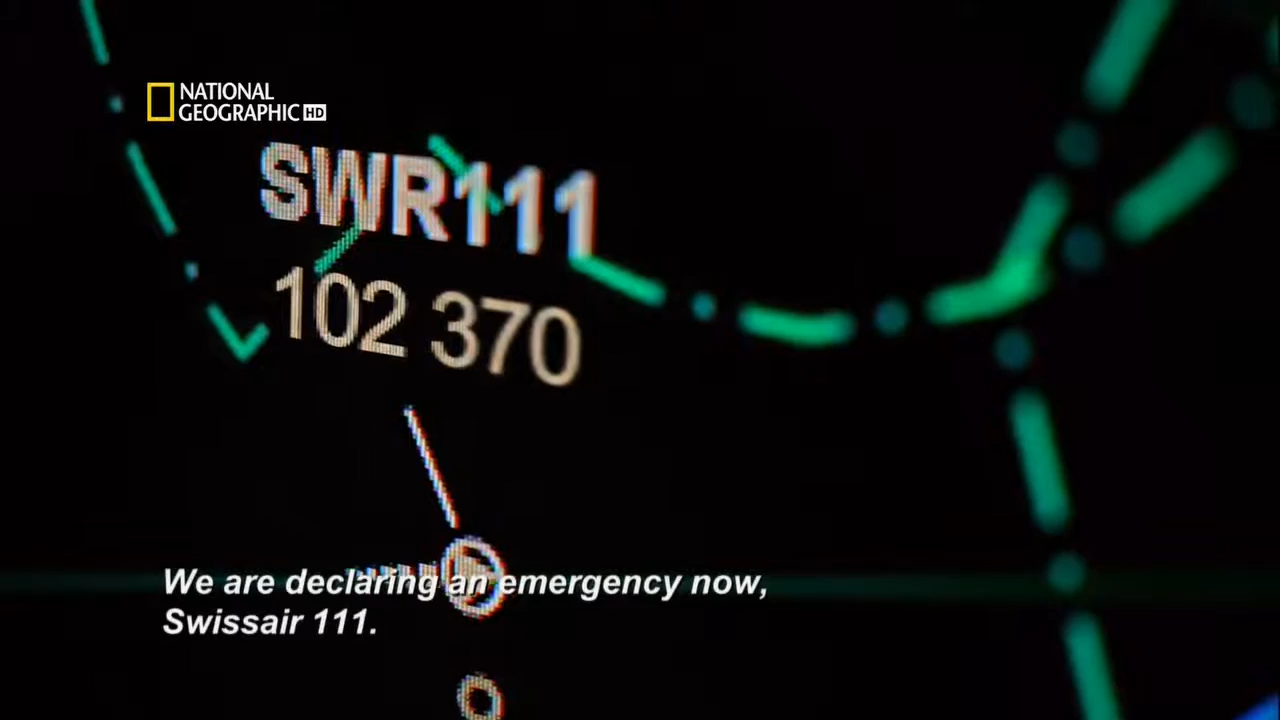 NATIONAL
GEOGRAPHIC HD
SWR111
102 370
We are declaring an emergency now,
Swissair 111.